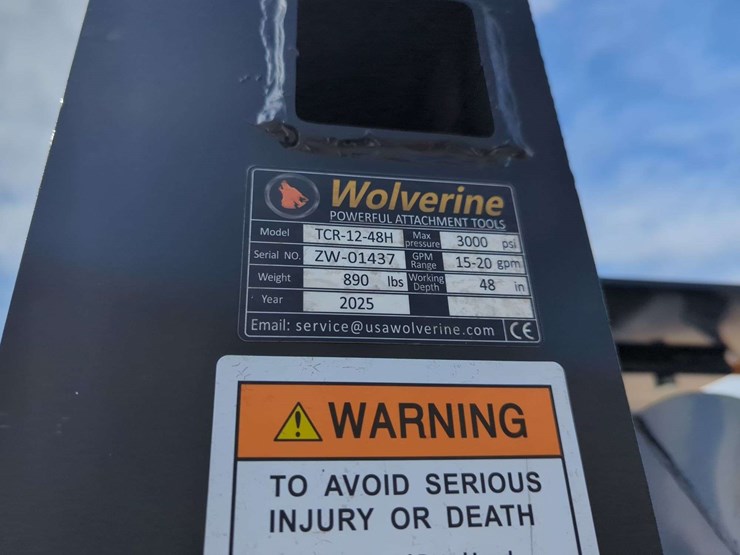 Wolverine
POWERFUL ATTACHMENT TOOLS
Model TCR-12-48H Max pressure 3000 psi
Serial NO. ZW-01437 GPM Range 15-20 gpm
Weight 890 lbs Working Depth 48 in
Year 2025
Email: service@usawolverine.com CE
WARNING
TO AVOID SERIOUS
INJURY OR DEATH